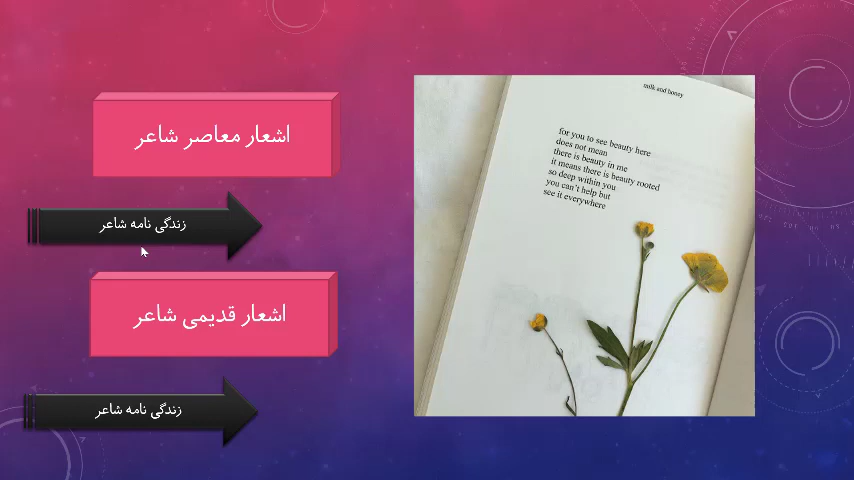 اشعار معاصر شاعر
زندگی نامه شاعر
اشعار قدیمی شاعر
زندگی نامه شاعر
milk and honey
for you to see beauty here
does not mean
there is beauty in me
it means there is beauty rooted
so deep within you
you can't help but
see it everywhere